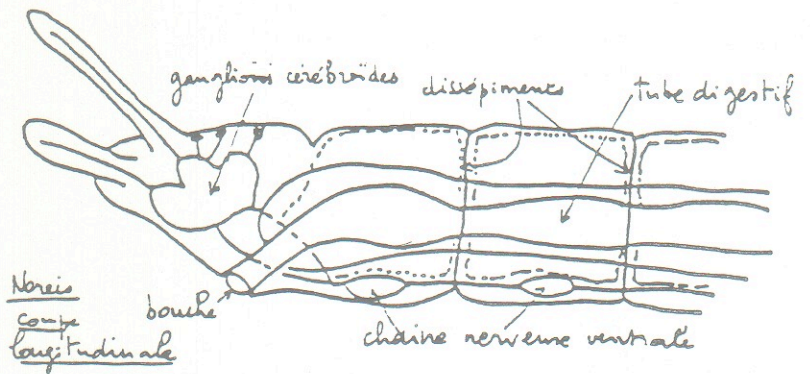 ganglions cérébroïdes
dissépiments
tube digestif
Nereis
coupe
longitudinale
bouche
chaîne nerveuse ventrale